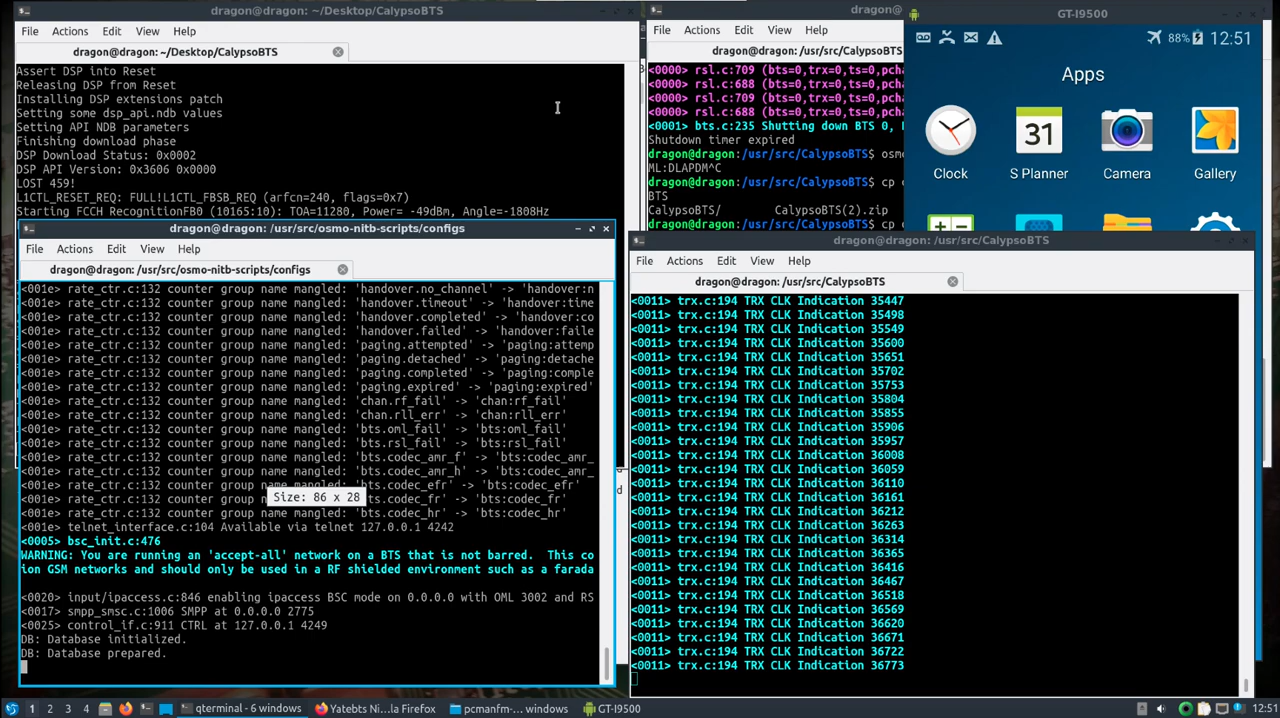 dragon@dragon: ~/Desktop/CalypsoBTS
File Actions Edit View Help
dragon@dragon: ~/Desktop/CalypsoBTS
Assert DSP into Reset
Releasing DSP from Reset
Installing DSP extensions patch
Setting some dsp_api.ndb values
Setting API NDB parameters
Finishing download phase
DSP Download Status: 0x0002
DSP API Version: 0x3606 0x0000
LOST 459!
L1CTL_RESET_REQ: FULL!L1CTL_FBSB_REQ (arfcn=240, flags=0x7)
Starting FCCH RecognitionFB0 (10165:10): TOA=11280, Power= -49dBm, Angle=-1808Hz
dragon@
File Actions Edit View Help
dragon@dragon: /usr/src/CalypsoBTS
<0000> rsl.c:709 (bts=0,trx=0,ts=0,pcha
<0000> rsl.c:688 (bts=0,trx=0,ts=0,pcha
<0000> rsl.c:709 (bts=0,trx=0,ts=0,pcha
<0000> rsl.c:688 (bts=0,trx=0,ts=0,pcha
<0001> bts.c:235 Shutting down BTS 0,
Shutdown timer expired
dragon@dragon:/usr/src/CalypsoBTS$ osmo
ML:DLAPDM^C
dragon@dragon:/usr/src/CalypsoBTS$ cp
BTS
CalypsoBTS/ CalypsoBTS(2).zip
dragon@dragon:/usr/src/CalypsoBTS$ cp
GT-I9500
88% 12:51
Apps
31
Clock S Planner Camera Gallery
dragon@dragon: /usr/src/osmo-nitb-scripts/configs
File Actions Edit View Help
dragon@dragon: /usr/src/osmo-nitb-scripts/configs
<001e> rate_ctr.c:132 counter group name mangled: 'handover.no_channel' -> 'handover:n
<001e> rate_ctr.c:132 counter group name mangled: 'handover.timeout' -> 'handover:time
<001e> rate_ctr.c:132 counter group name mangled: 'handover.completed' -> 'handover:co
<001e> rate_ctr.c:132 counter group name mangled: 'handover.failed' -> 'handover:faile
<001e> rate_ctr.c:132 counter group name mangled: 'paging.attempted' -> 'paging:attemp
<001e> rate_ctr.c:132 counter group name mangled: 'paging.detached' -> 'paging:detache
<001e> rate_ctr.c:132 counter group name mangled: 'paging.completed' -> 'paging:comple
<001e> rate_ctr.c:132 counter group name mangled: 'paging.expired' -> 'paging:expired'
<001e> rate_ctr.c:132 counter group name mangled: 'chan.rf_fail' -> 'chan:rf_fail'
<001e> rate_ctr.c:132 counter group name mangled: 'chan.rll_err' -> 'chan:rll_err'
<001e> rate_ctr.c:132 counter group name mangled: 'bts.oml_fail' -> 'bts:oml_fail'
<001e> rate_ctr.c:132 counter group name mangled: 'bts.rsl_fail' -> 'bts:rsl_fail'
<001e> rate_ctr.c:132 counter group name mangled: 'bts.codec_amr_f' -> 'bts:codec_amr_
<001e> rate_ctr.c:132 counter group name mangled: 'bts.codec_amr_h' -> 'bts:codec_amr_
<001e> rate_ctr.c:132 counter group name mangled: 'bts.codec_efr' -> 'bts:codec_efr'
<001e> rate_ctr.c:132 counter group bts.codec_fr' -> 'bts:codec_fr'
Size: 86 x 28
<001e> rate_ctr.c:132 counter group name mangled: 'bts.codec_hr' -> 'bts:codec_hr'
<001e> telnet_interface.c:104 Available via telnet 127.0.0.1 4242
<0005> bsc_init.c:476
WARNING: You are running an 'accept-all' network on a BTS that is not barred. This co
ion GSM networks and should only be used in a RF shielded environment such as a farada
<0020> input/ipaccess.c:846 enabling ipaccess BSC mode on 0.0.0.0 with OML 3002 and RS
<0017> smpp_smsc.c:1006 SMPP at 0.0.0.0 2775
<0025> control_if.c:911 CTRL at 127.0.0.1 4249
DB: Database initialized.
DB: Database prepared.
dragon@dragon: /usr/src/CalypsoBTS
File Actions Edit View Help
dragon@dragon: /usr/src/CalypsoBTS
<0011> trx.c:194 TRX CLK Indication 35447
<0011> trx.c:194 TRX CLK Indication 35498
<0011> trx.c:194 TRX CLK Indication 35549
<0011> trx.c:194 TRX CLK Indication 35600
<0011> trx.c:194 TRX CLK Indication 35651
<0011> trx.c:194 TRX CLK Indication 35702
<0011> trx.c:194 TRX CLK Indication 35753
<0011> trx.c:194 TRX CLK Indication 35804
<0011> trx.c:194 TRX CLK Indication 35855
<0011> trx.c:194 TRX CLK Indication 35906
<0011> trx.c:194 TRX CLK Indication 35957
<0011> trx.c:194 TRX CLK Indication 36008
<0011> trx.c:194 TRX CLK Indication 36059
<0011> trx.c:194 TRX CLK Indication 36110
<0011> trx.c:194 TRX CLK Indication 36161
<0011> trx.c:194 TRX CLK Indication 36212
<0011> trx.c:194 TRX CLK Indication 36263
<0011> trx.c:194 TRX CLK Indication 36314
<0011> trx.c:194 TRX CLK Indication 36365
<0011> trx.c:194 TRX CLK Indication 36416
<0011> trx.c:194 TRX CLK Indication 36467
<0011> trx.c:194 TRX CLK Indication 36518
<0011> trx.c:194 TRX CLK Indication 36569
<0011> trx.c:194 TRX CLK Indication 36620
<0011> trx.c:194 TRX CLK Indication 36671
<0011> trx.c:194 TRX CLK Indication 36722
<0011> trx.c:194 TRX CLK Indication 36773
1 2 3 4 qterminal - 6 windows Yatebts Ni...la Firefox pcmanfm-... windows GT-I9500 12:51